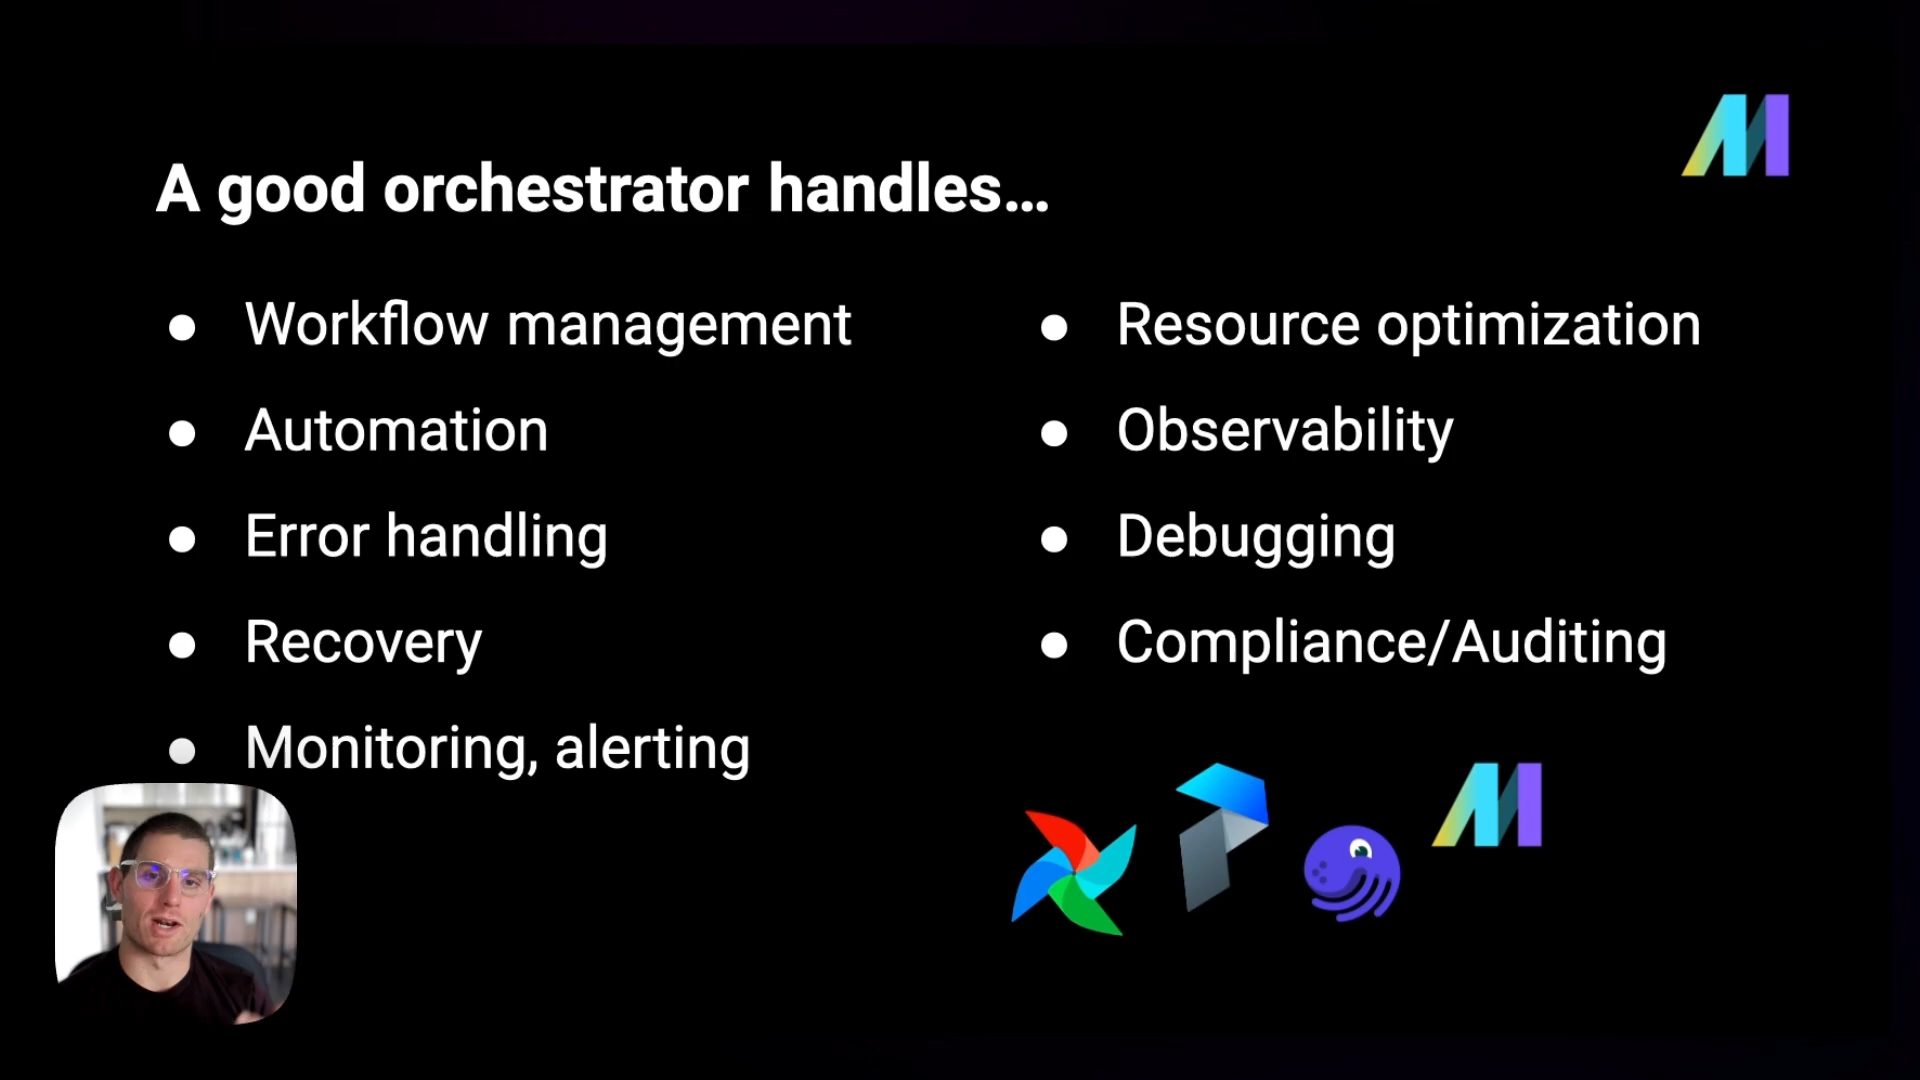 A good orchestrator handles...
● Workflow management
● Automation
● Error handling
● Recovery
● Monitoring, alerting
● Resource optimization
● Observability
● Debugging
● Compliance/Auditing